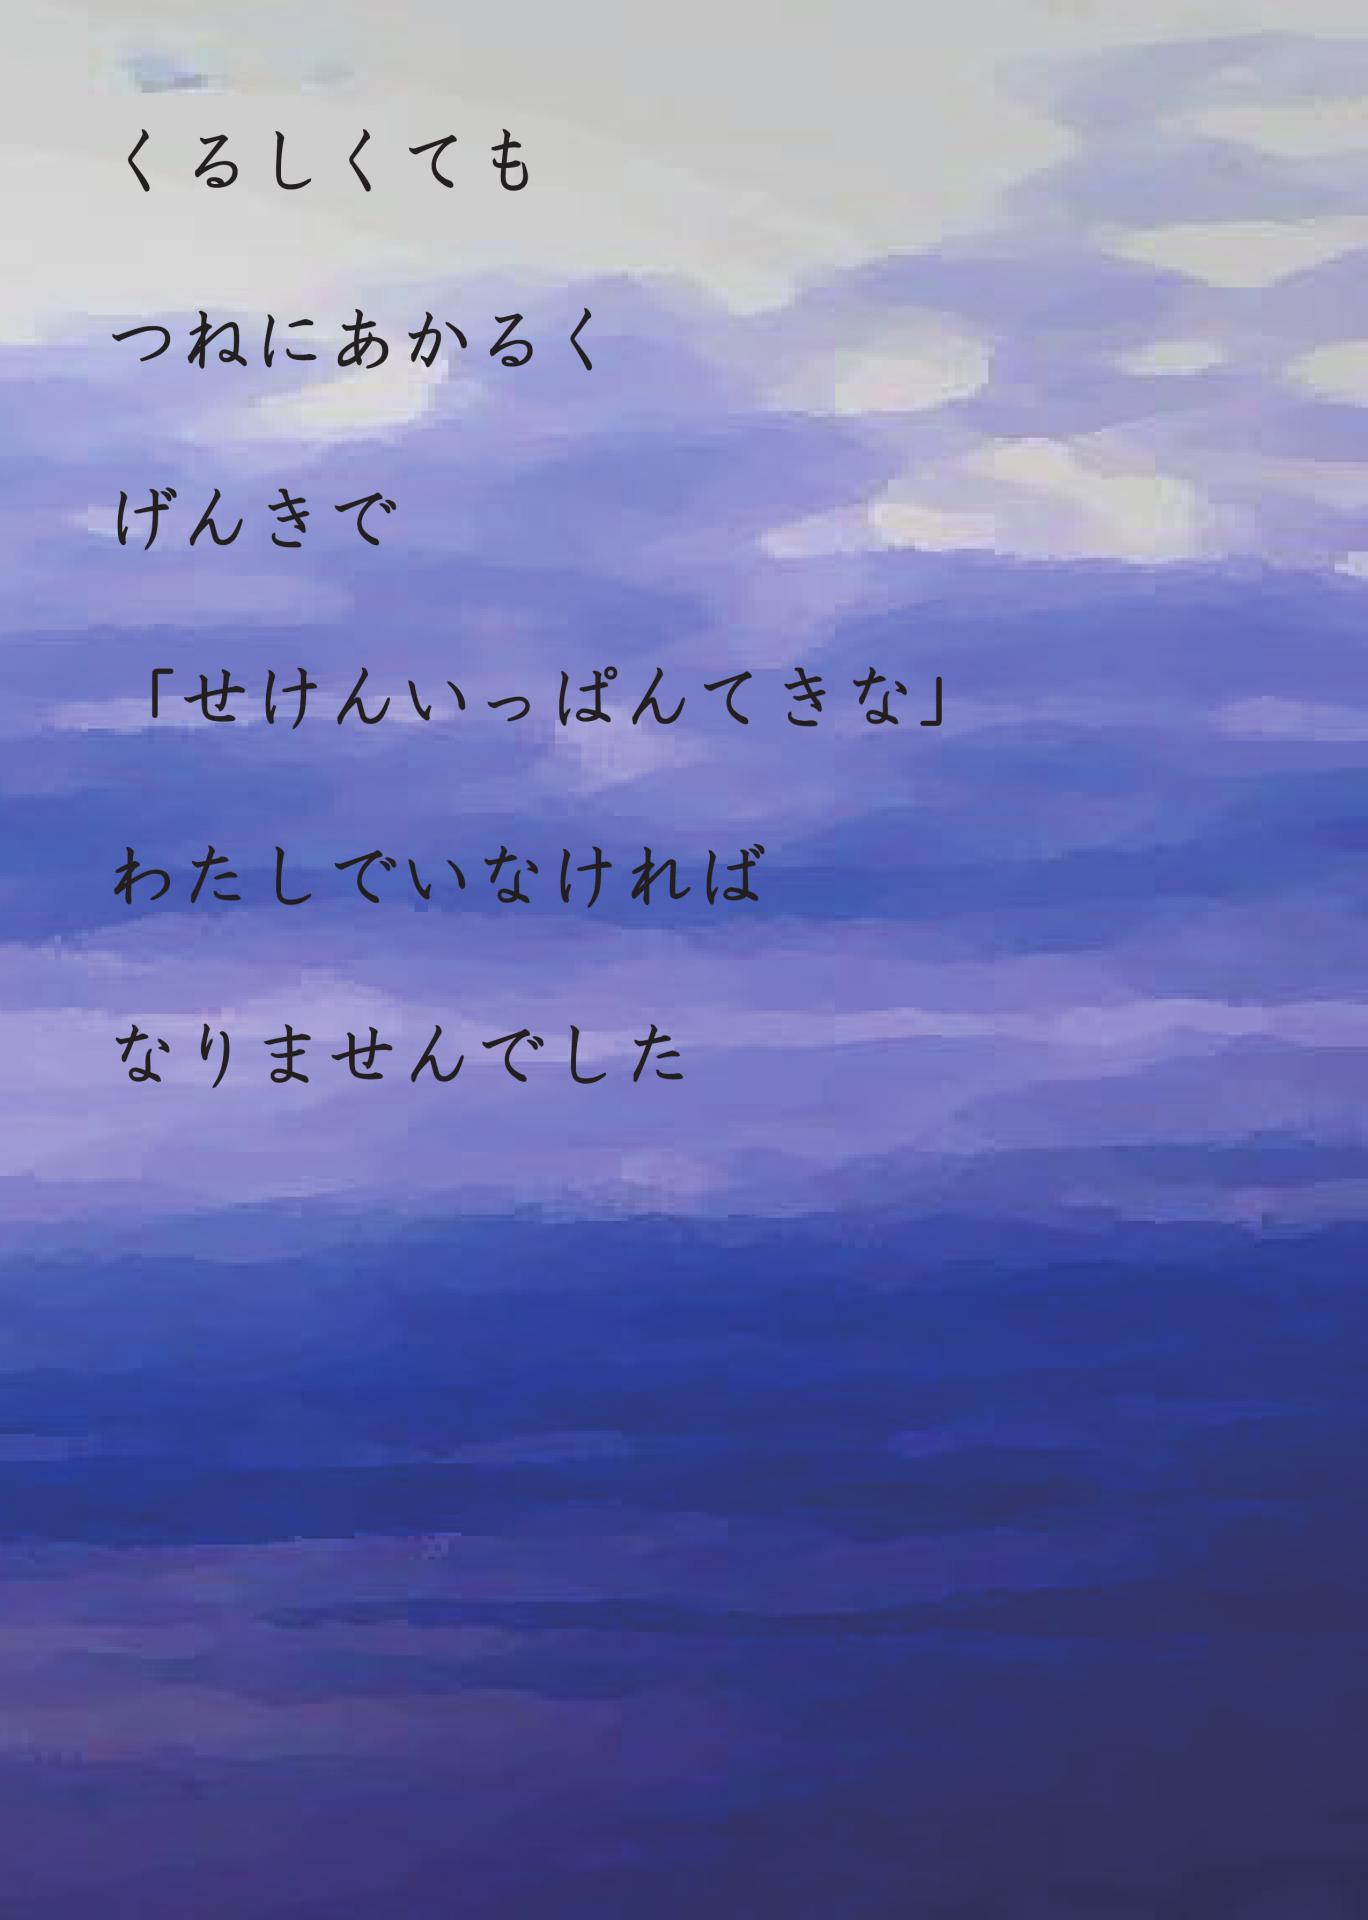 くるしくても
つねにあかるく
げんきで
「せけんいっぱんてきな」
わたしでいなければ
なりませんでした